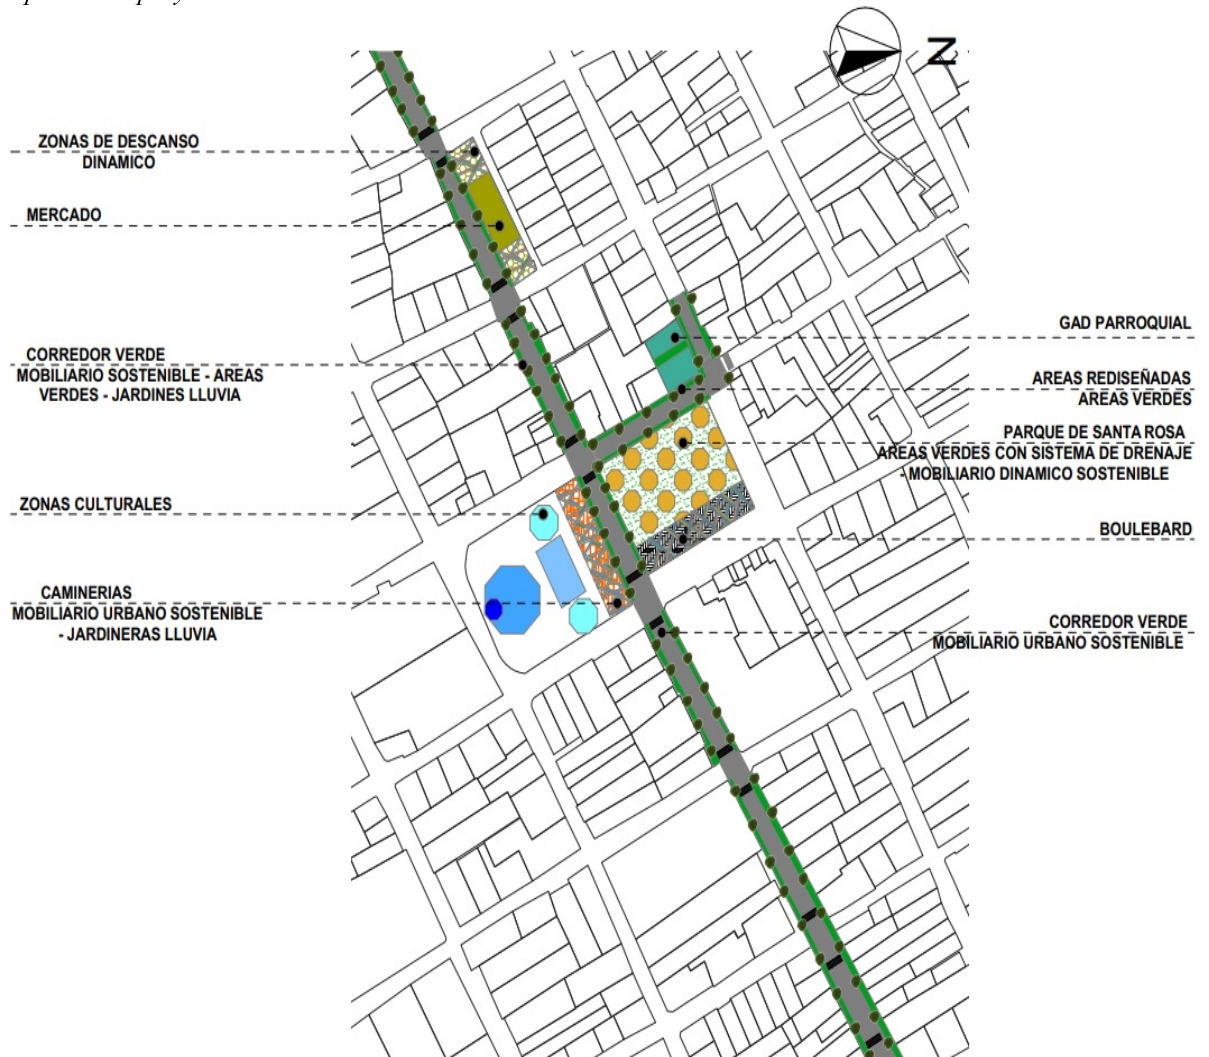 N
ZONAS DE DESCANSO
DINAMICO
MERCADO
CORREDOR VERDE
MOBILIARIO SOSTENIBLE - AREAS
VERDES - JARDINES LLUVIA
ZONAS CULTURALES
CAMINERIAS
MOBILIARIO URBANO SOSTENIBLE
- JARDINERAS LLUVIA
GAD PARROQUIAL
AREAS REDISEÑADAS
AREAS VERDES
PARQUE DE SANTA ROSA
AREAS VERDES CON SISTEMA DE DRENAJE
- MOBILIARIO DINAMICO SOSTENIBLE
BOULEBARD
CORREDOR VERDE
MOBILIARIO URBANO SOSTENIBLE